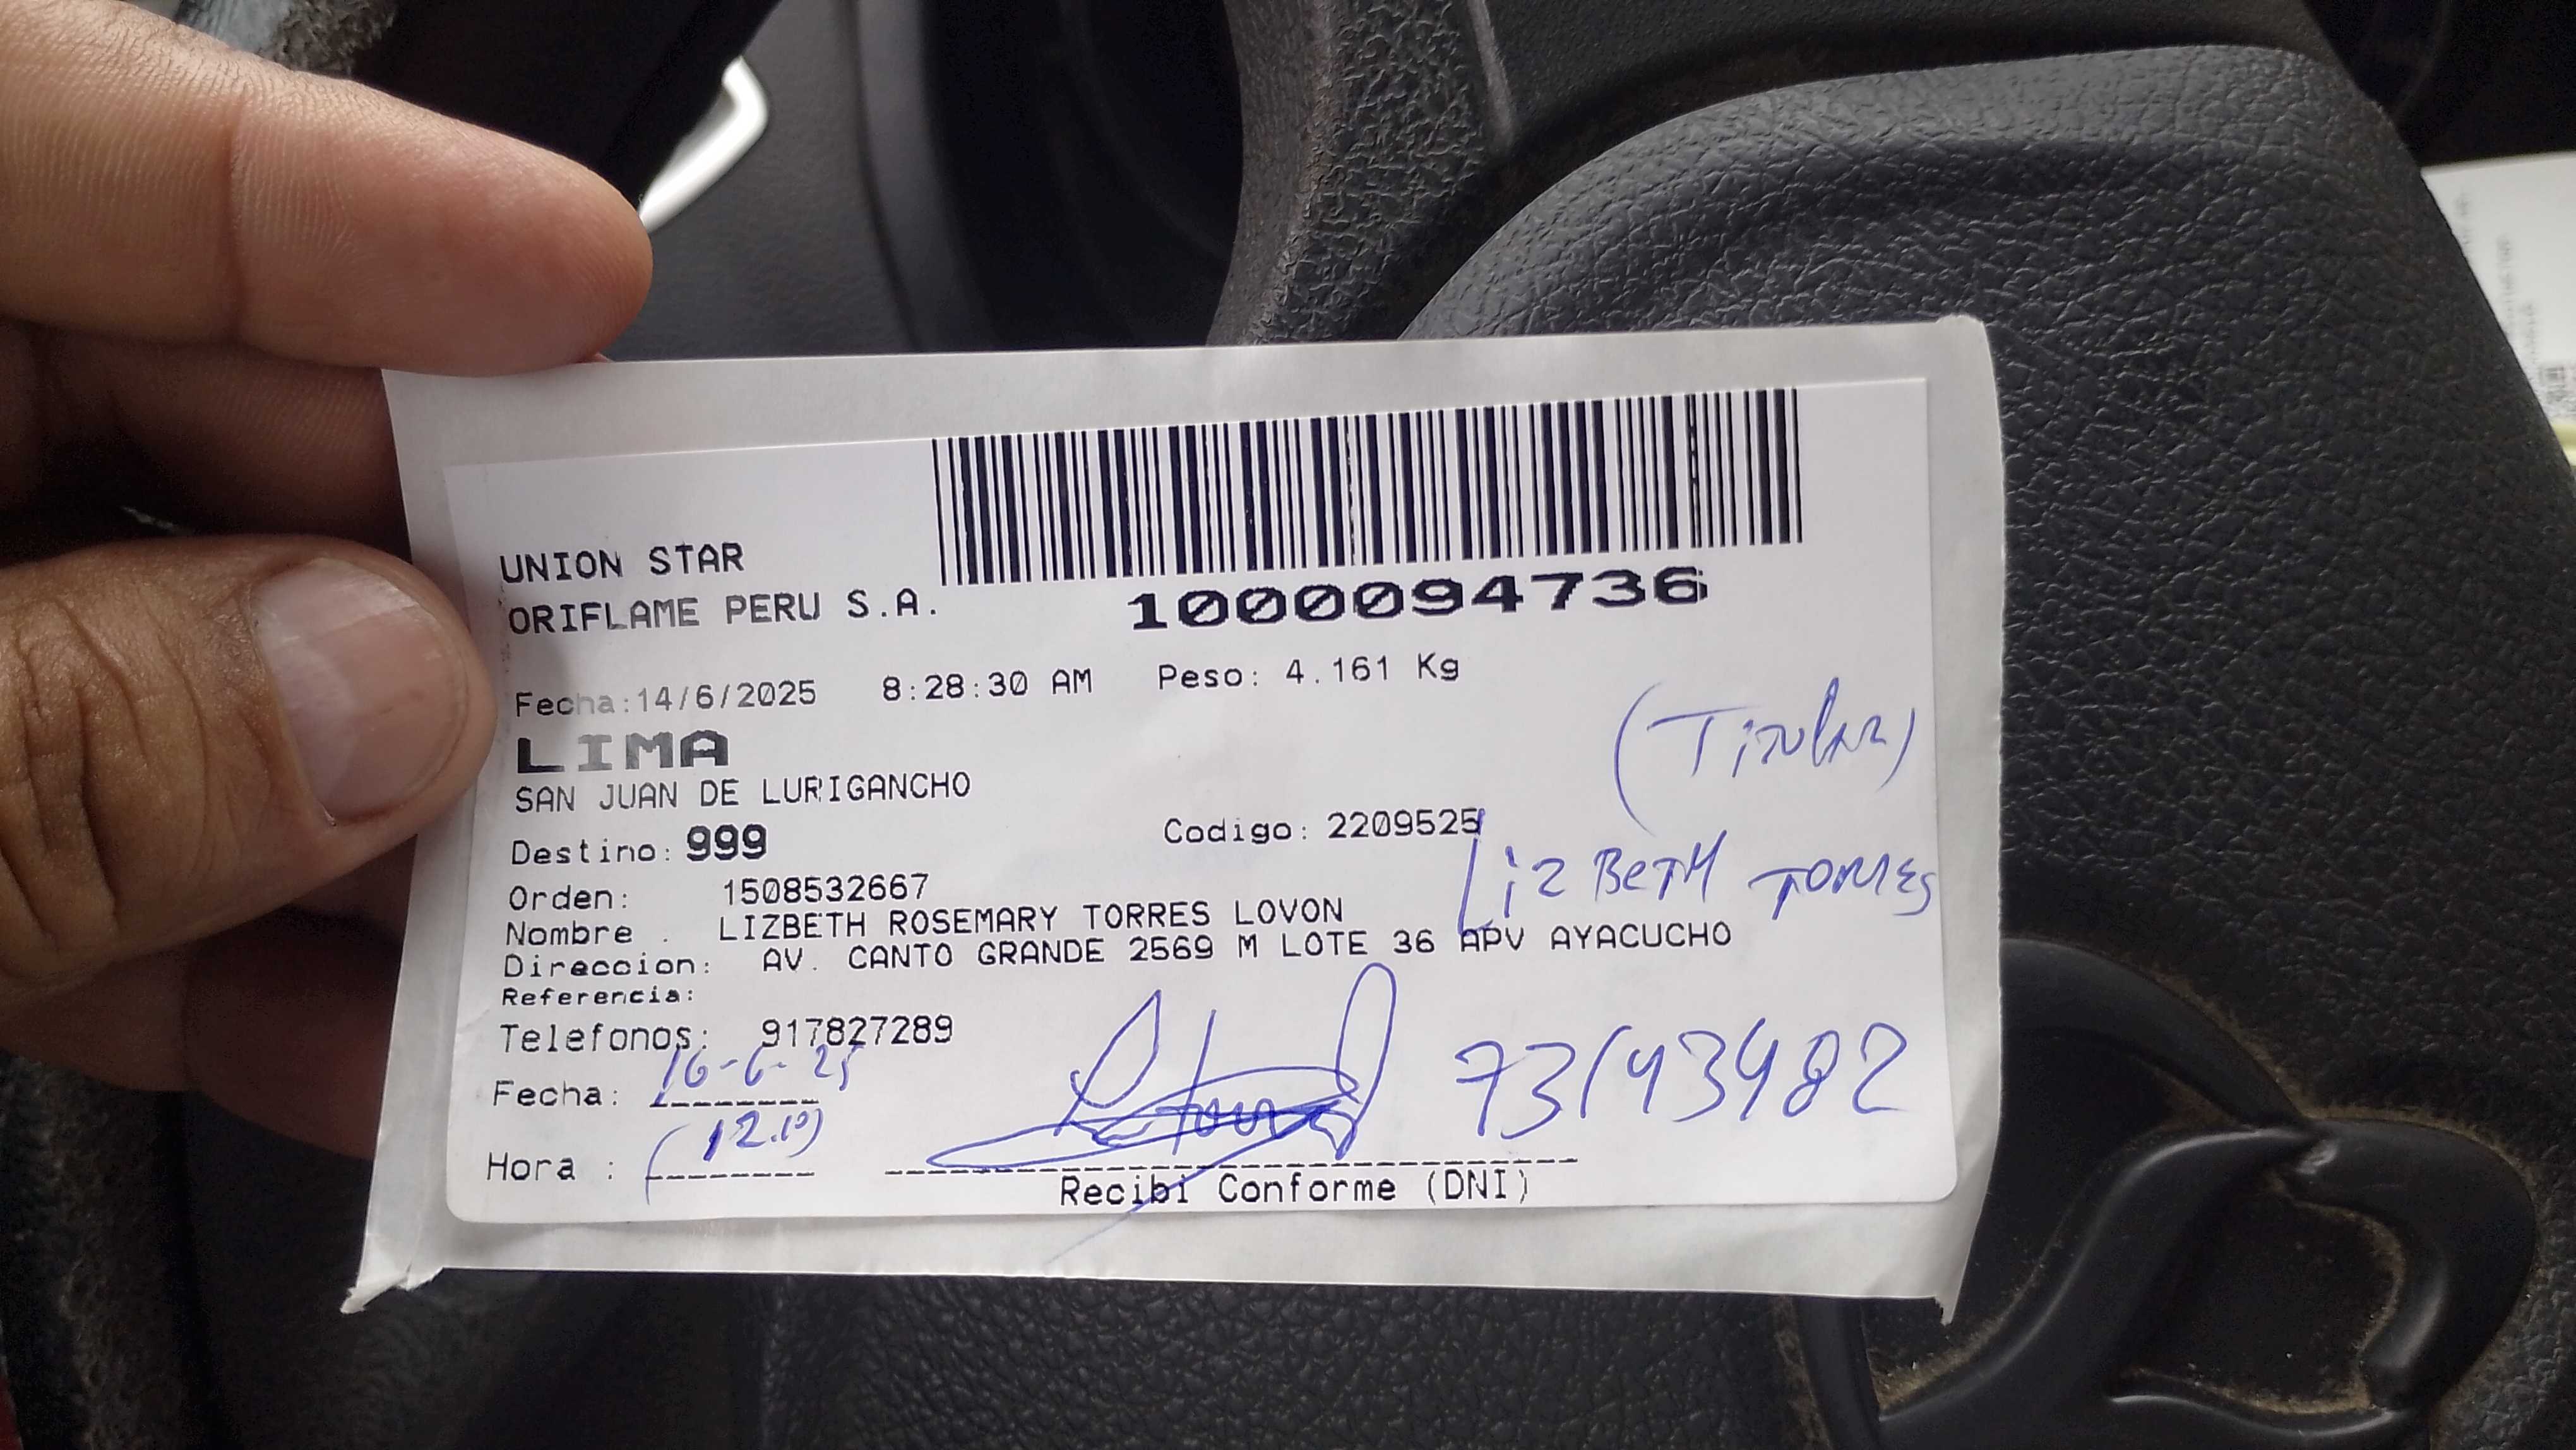 UNION STAR
ORIFLAME PERU S.A.
1000094736
Fecha:14/6/2025 8:28:30 AM Peso: 4.161 Kg
LIMA
(Titular)
SAN JUAN DE LURIGANCHO
Destino: 999 Codigo: 2209525
LizBeTH TORRES
Orden: 1508532667
Nombre : LIZBETH ROSEMARY TORRES LOVON
Direccion: AV. CANTO GRANDE 2569 M LOTE 36 APV AYACUCHO
Referencia:
Telefonos: 917827289
Fecha: 16-6-25
73143482
Hora : (12.10)
Recibi Conforme (DNI)